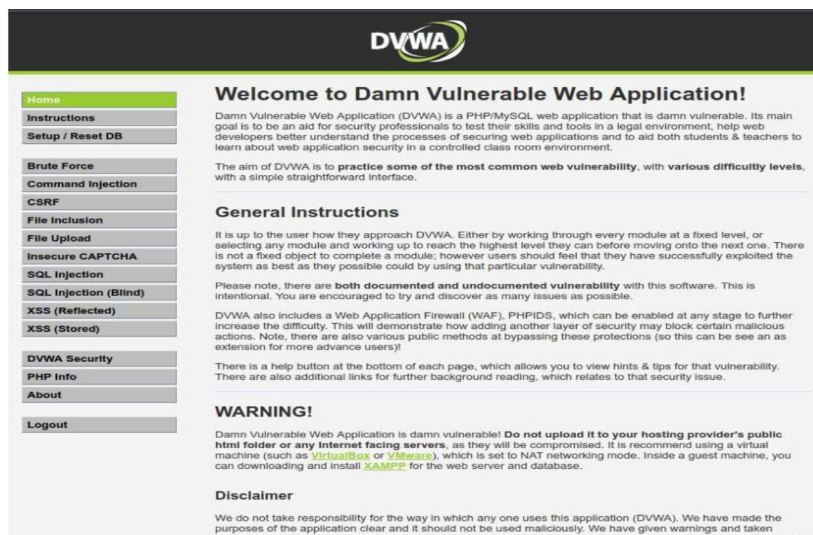 DVWA
Home
Instructions
Setup / Reset DB
Brute Force
Command Injection
CSRF
File Inclusion
File Upload
Insecure CAPTCHA
SQL Injection
SQL Injection (Blind)
XSS (Reflected)
XSS (Stored)
DVWA Security
PHP Info
About
Logout
Welcome to Damn Vulnerable Web Application!
Damn Vulnerable Web Application (DVWA) is a PHP/MySQL web application that is damn vulnerable. Its main
goal is to be an aid for security professionals to test their skills and tools in a legal environment, help web
developers better understand the processes of securing web applications and to aid both students & teachers to
learn about web application security in a controlled class room environment.
The aim of DVWA is to practice some of the most common web vulnerability, with various difficultly levels,
with a simple straightforward interface.
General Instructions
It is up to the user how they approach DVWA. Either by working through every module at a fixed level, or
selecting any module and working up to reach the highest level they can before moving onto the next one. There
is not a fixed object to complete a module; however users should feel that they have successfully exploited the
system as best as they possible could by using that particular vulnerability.
Please note, there are both documented and undocumented vulnerability with this software. This is
intentional. You are encouraged to try and discover as many issues as possible.
DVWA also includes a Web Application Firewall (WAF), PHPIDS, which can be enabled at any stage to further
increase the difficulty. This will demonstrate how adding another layer of security may block certain malicious
actions. Note, there are also various public methods at bypassing these protections (so this can be see an as
extension for more advance users)!
There is a help button at the bottom of each page, which allows you to view hints & tips for that vulnerability.
There are also additional links for further background reading, which relates to that security issue.
WARNING!
Damn Vulnerable Web Application is damn vulnerable! Do not upload it to your hosting provider's public
html folder or any Internet facing servers, as they will be compromised. It is recommend using a virtual
machine (such as VirtualBox or VMware), which is set to NAT networking mode. Inside a guest machine, you
can downloading and install XAMPP for the web server and database.
Disclaimer
We do not take responsibility for the way in which any one uses this application (DVWA). We have made the
purposes of the application clear and it should not be used maliciously. We have given warnings and taken